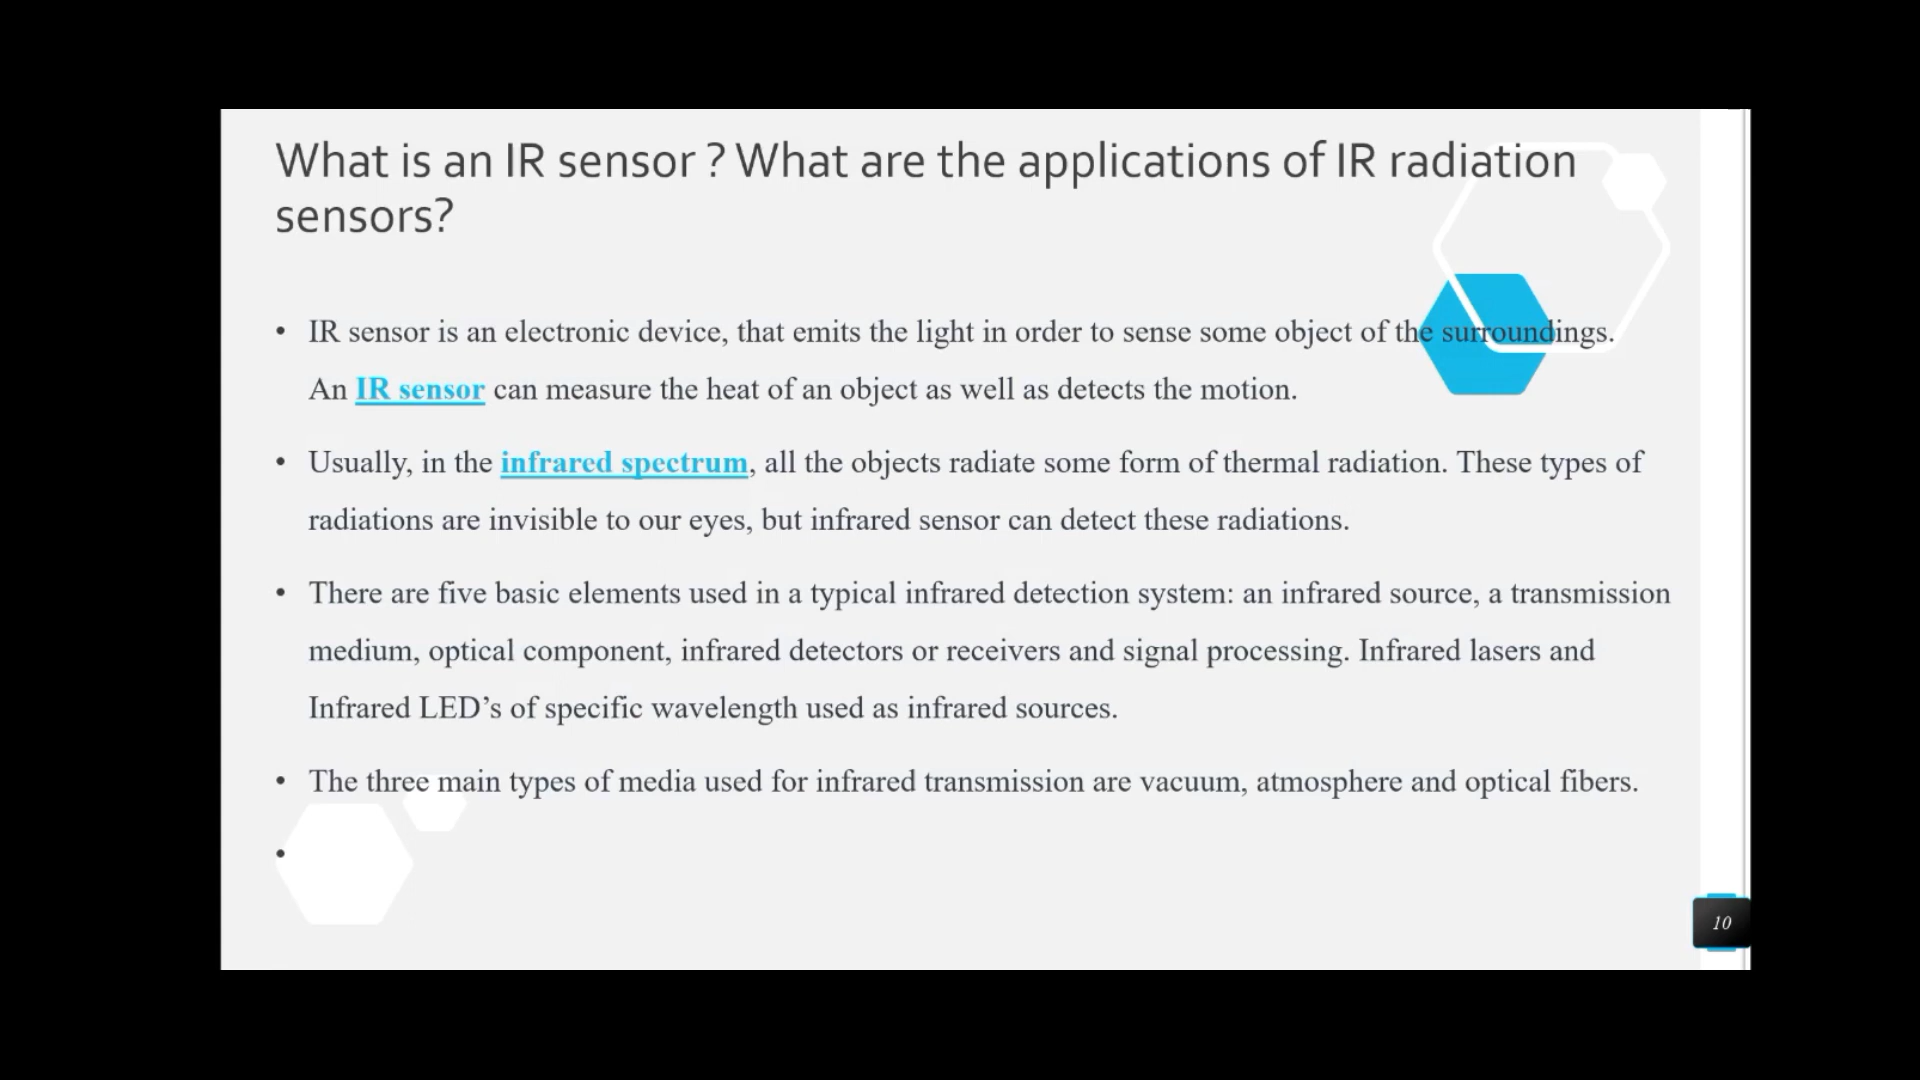 What is an IR sensor ? What are the applications of IR radiation
sensors?
• IR sensor is an electronic device, that emits the light in order to sense some object of the surroundings.
An IR sensor can measure the heat of an object as well as detects the motion.
• Usually, in the infrared spectrum, all the objects radiate some form of thermal radiation. These types of
radiations are invisible to our eyes, but infrared sensor can detect these radiations.
• There are five basic elements used in a typical infrared detection system: an infrared source, a transmission
medium, optical component, infrared detectors or receivers and signal processing. Infrared lasers and
Infrared LED’s of specific wavelength used as infrared sources.
• The three main types of media used for infrared transmission are vacuum, atmosphere and optical fibers.
•
10